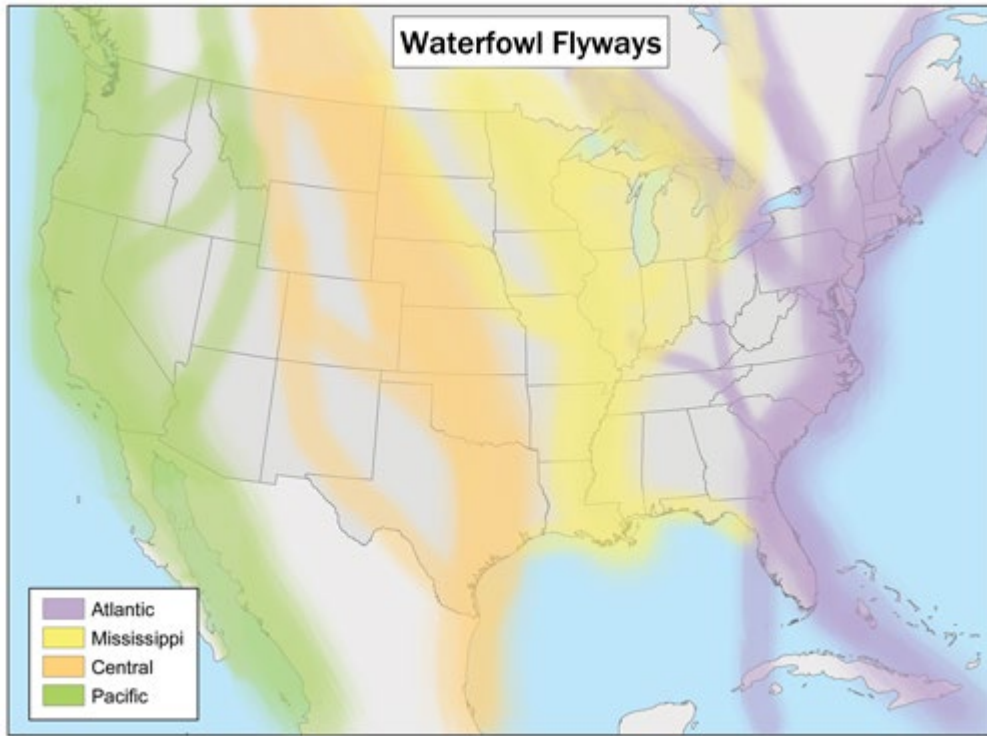 Waterfowl Flyways
Atlantic
Mississippi
Central
Pacific